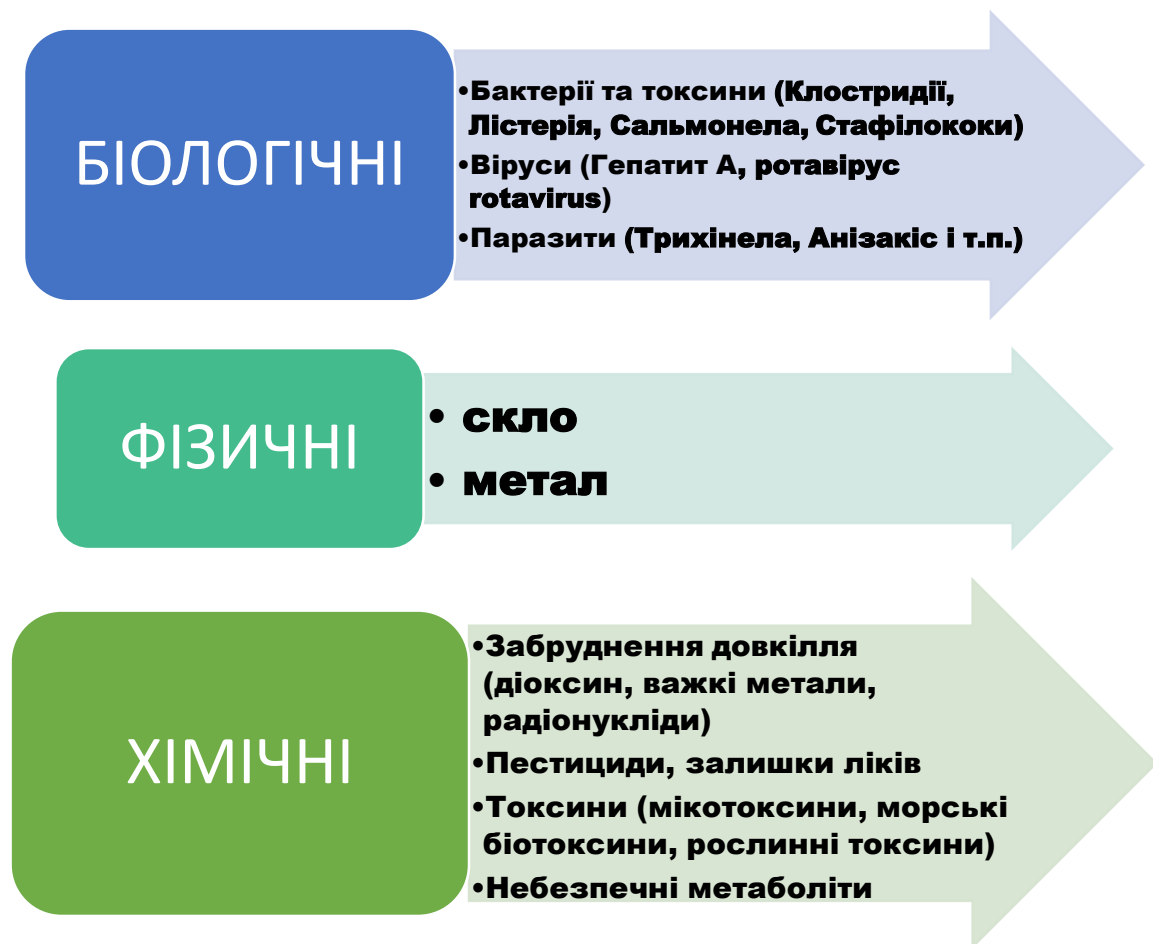 БІОЛОГІЧНІ
•Бактерії та токсини (Клостридії,
Лістерія, Сальмонела, Стафілококи)
•Віруси (Гепатит А, ротавірус
rotavirus)
•Паразити (Трихінела, Анізакіс і т.п.)
ФІЗИЧНІ
• скло
• метал
ХІМІЧНІ
•Забруднення довкілля
(діоксин, важкі метали,
радіонукліди)
•Пестициди, залишки ліків
•Токсини (мікотоксини, морські
біотоксини, рослинні токсини)
•Небезпечні метаболіти